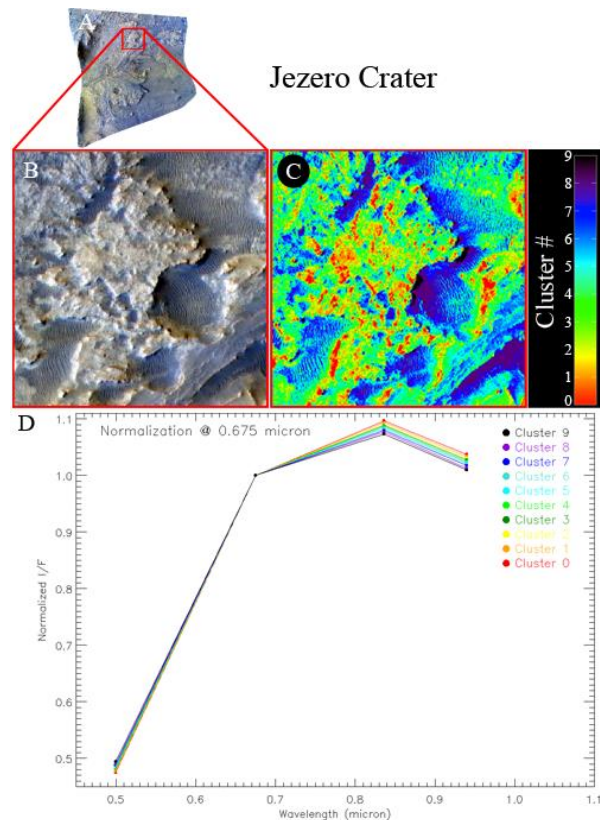 A
Jezero Crater
B
C
9
8
7
6
5
4
3
2
1
0
Cluster #
D
Normalization @ 0.675 micron
Cluster 9
Cluster 8
Cluster 7
Cluster 6
Cluster 5
Cluster 4
Cluster 3
Cluster 2
Cluster 1
Cluster 0
1.1
1.0
0.9
0.8
0.7
0.6
0.5
Normalized I/F
0.5 0.6 0.7 0.8 0.9 1.0 1.1
Wavelength (micron)